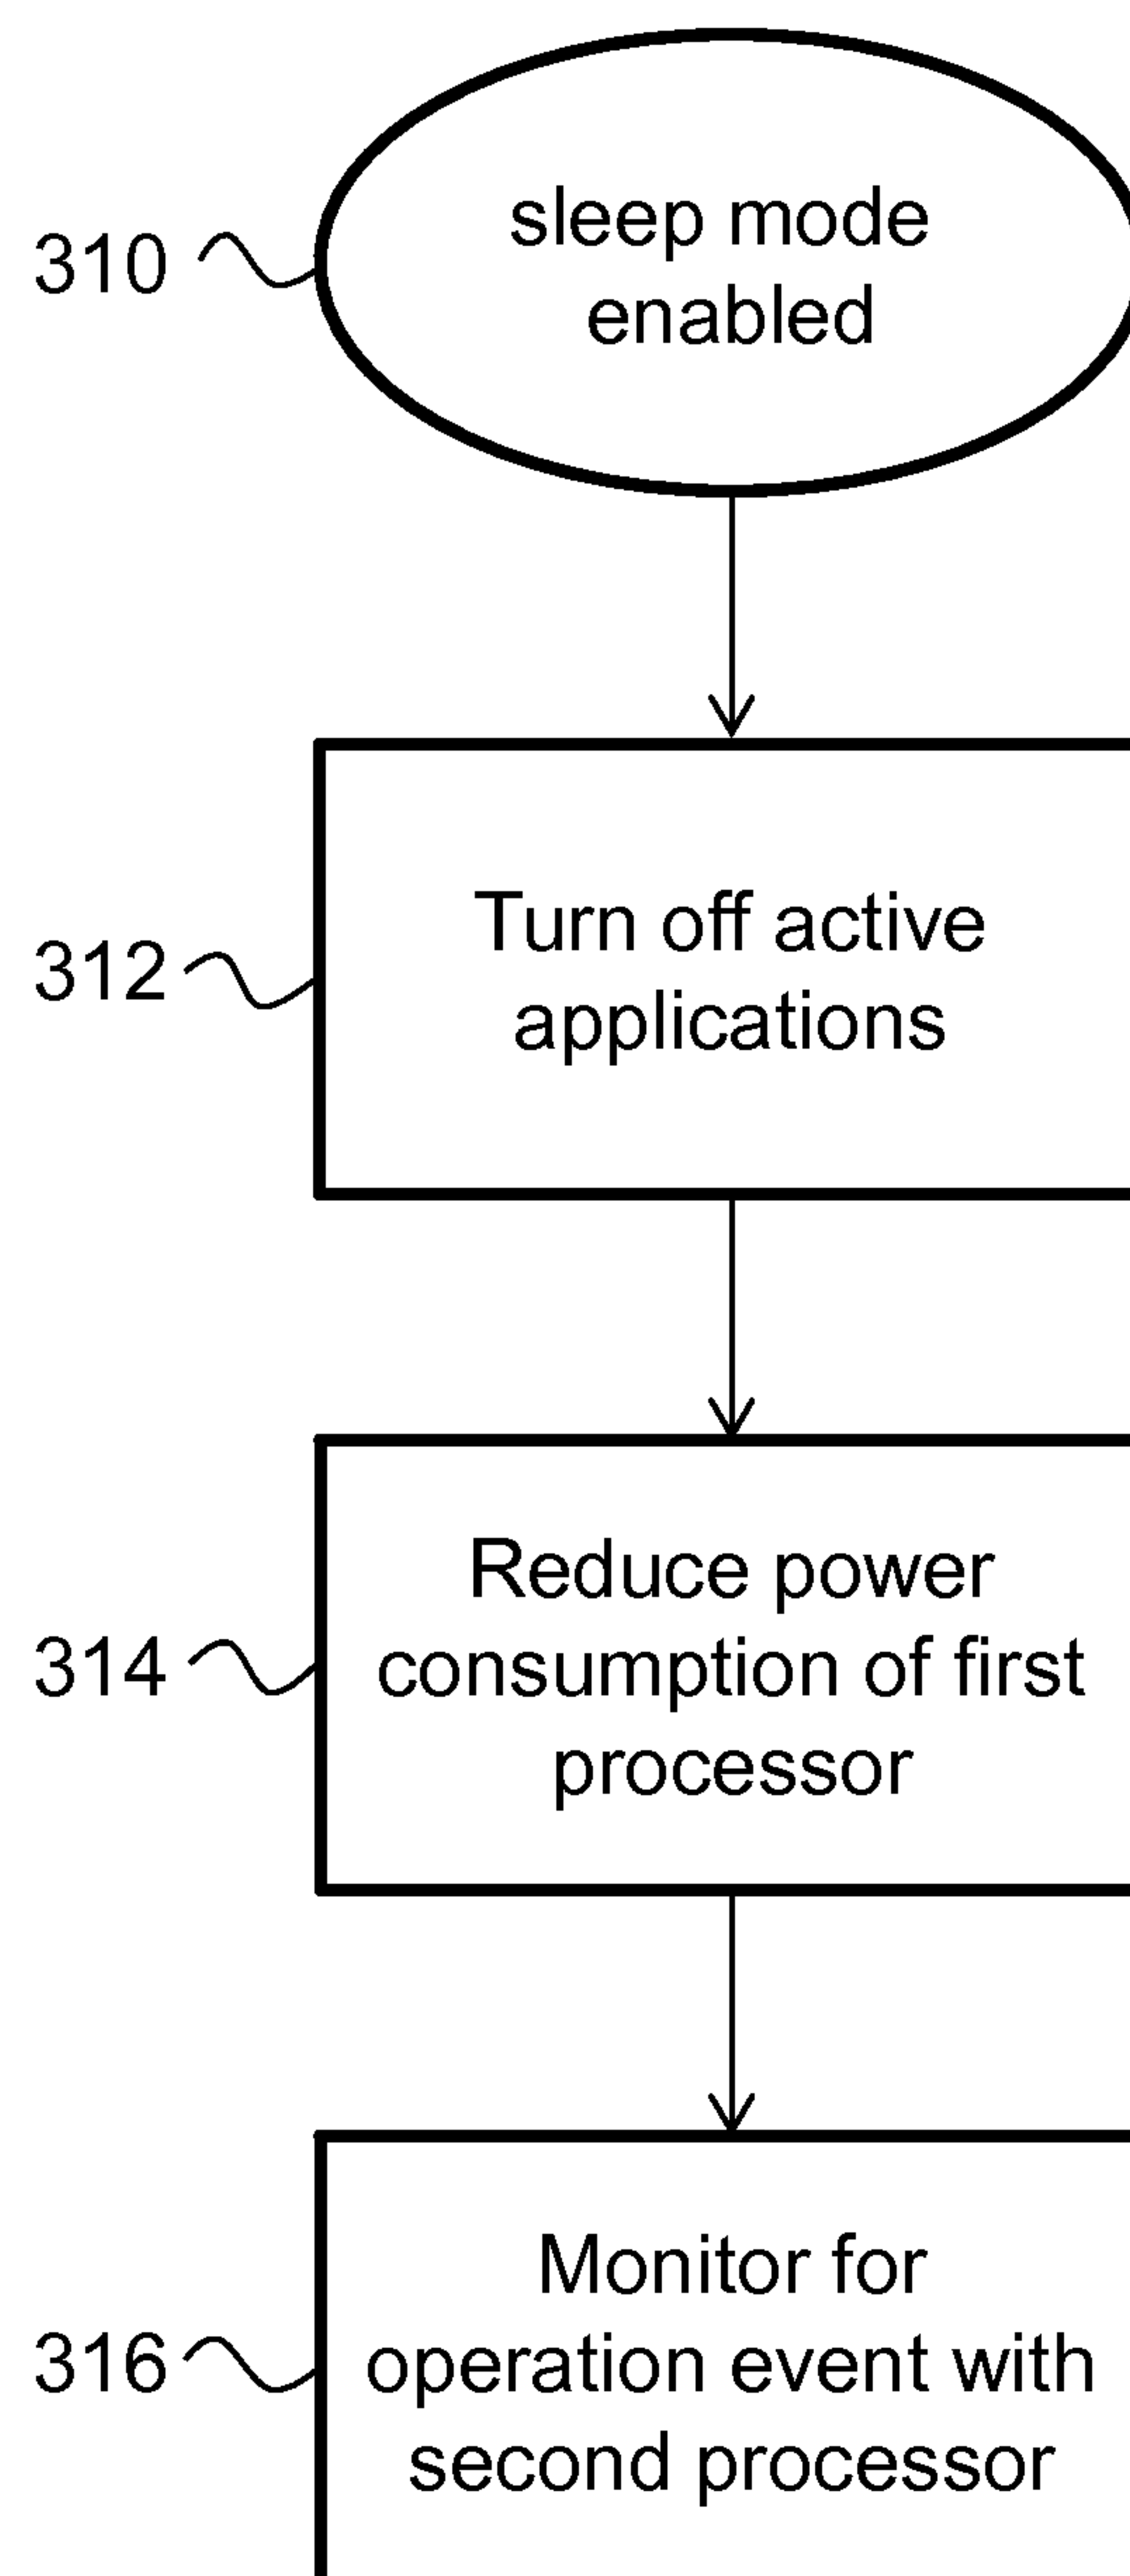 310
sleep mode
enabled
312
Turn off active
applications
314
Reduce power
consumption of first
processor
316
Monitor for
operation event with
second processor